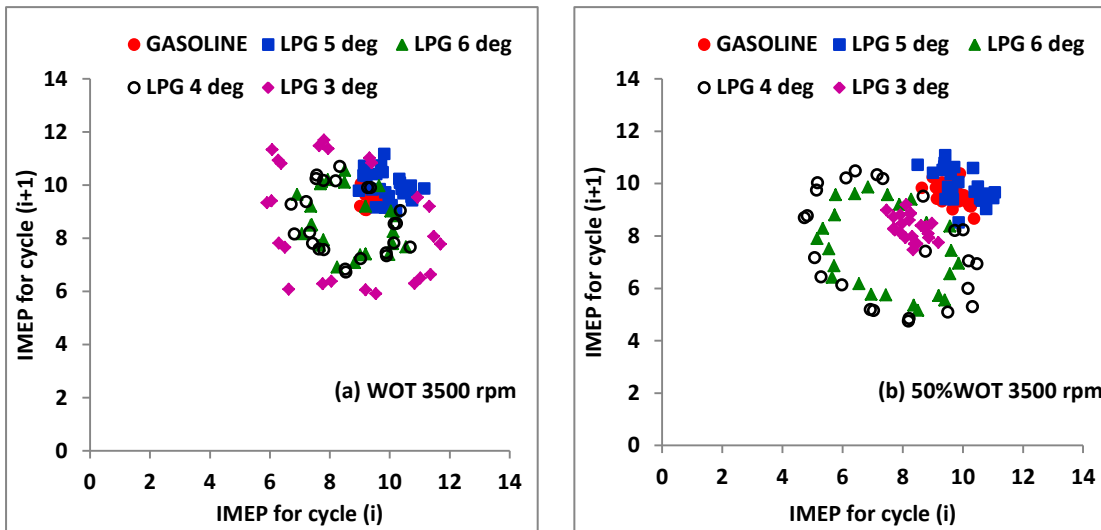 GASOLINE LPG 5 deg LPG 6 deg
LPG 4 deg LPG 3 deg
14
12
10
8
6
4
2
0
IMEP for cycle (i+1)
(a) WOT 3500 rpm
0 2 4 6 8 10 12 14
IMEP for cycle (i)
GASOLINE LPG 5 deg LPG 6 deg
LPG 4 deg LPG 3 deg
14
12
10
8
6
4
2
0
IMEP for cycle (i+1)
(b) 50%WOT 3500 rpm
0 2 4 6 8 10 12 14
IMEP for cycle (i)